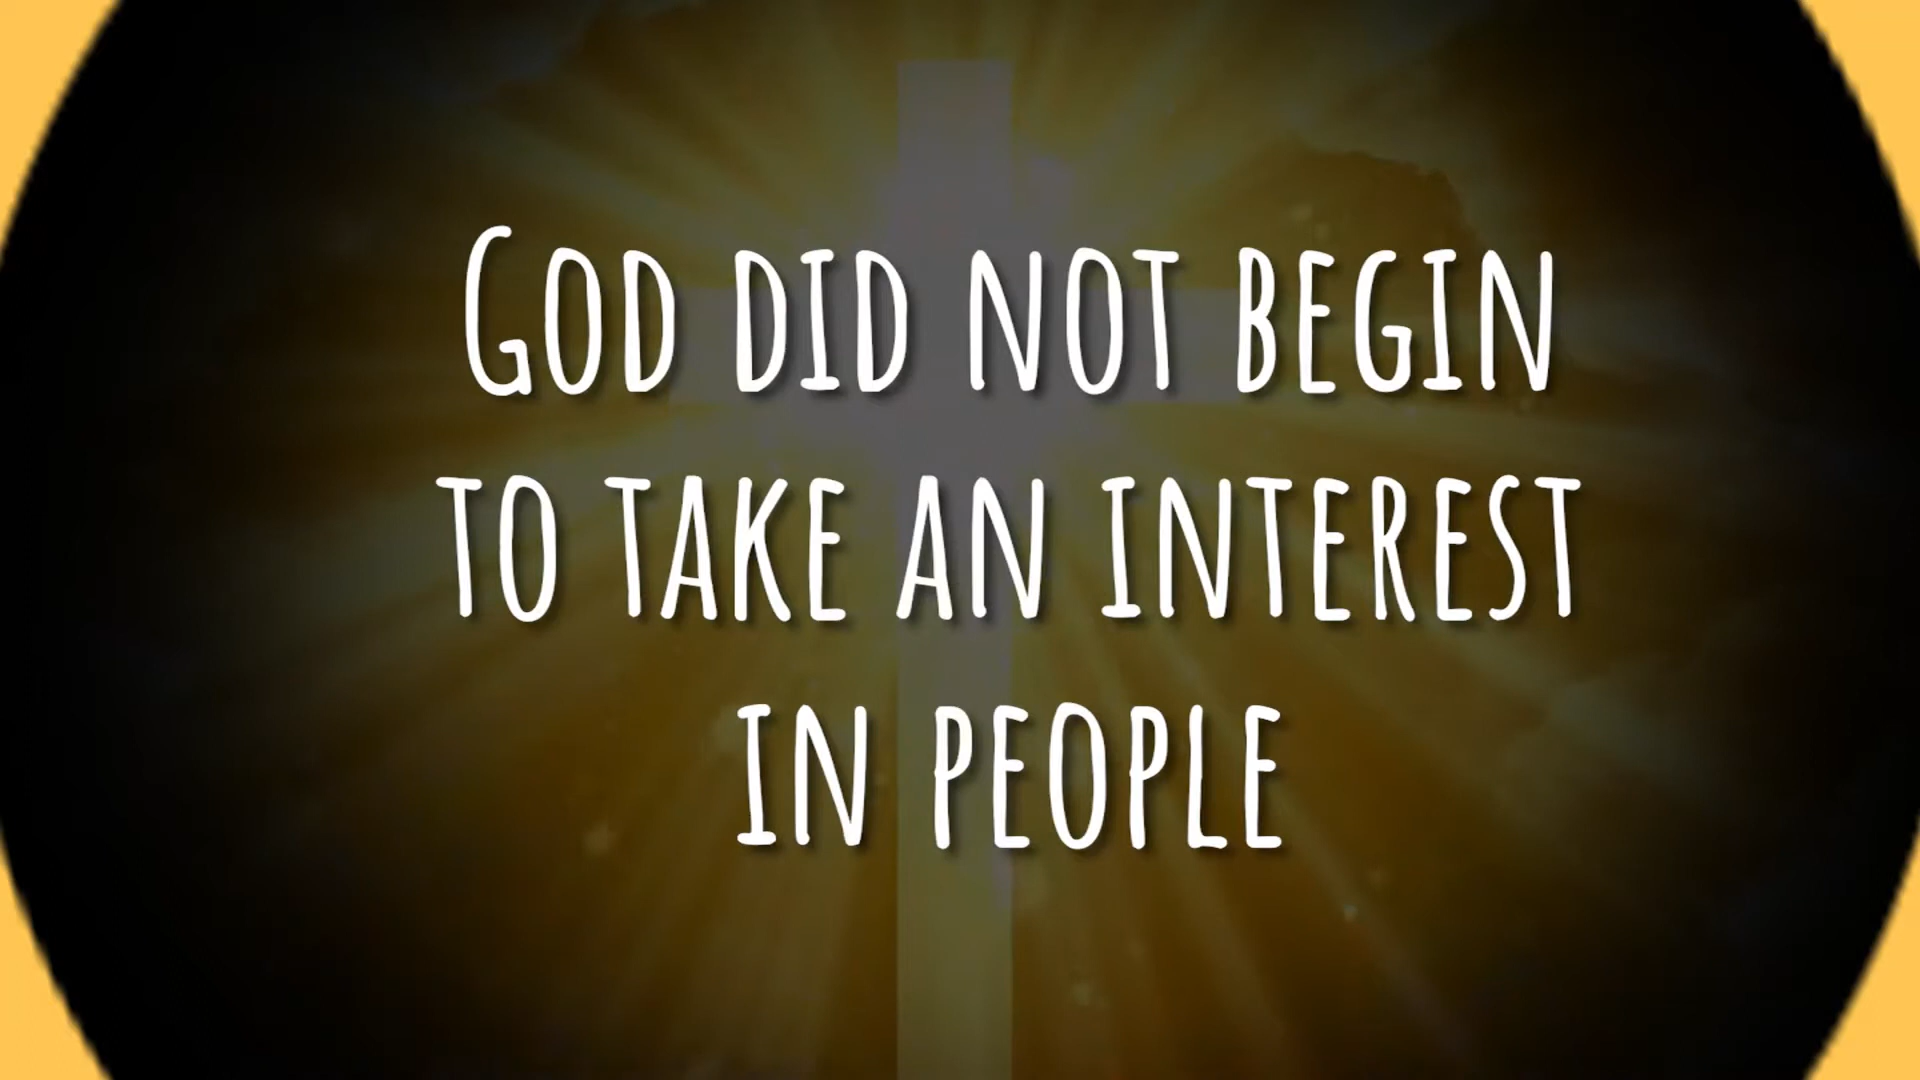 God did not begin
to take an interest
in people